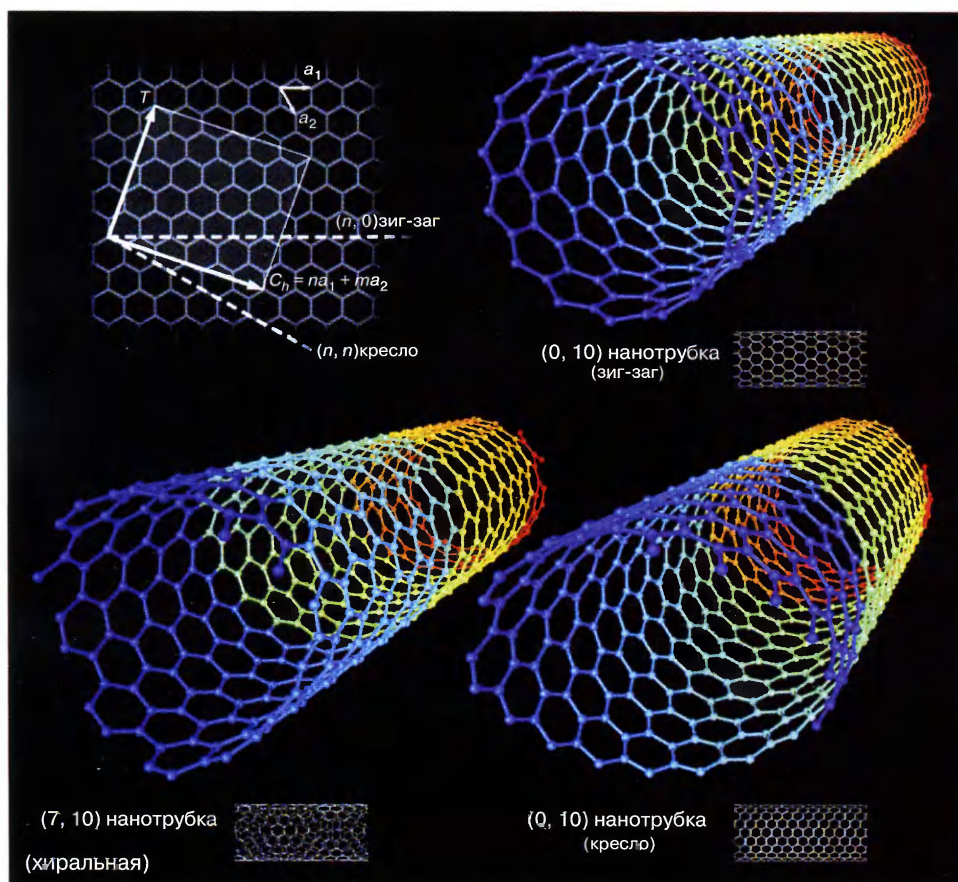 a₁
T
a₂
(n, 0)зиг-заг
Cₕ = na₁ + ma₂
(n, n)кресло
(0, 10) нанотрубка
(зиг-заг)
(7, 10) нанотрубка
(хиральная)
(0, 10) нанотрубка
(кресло)